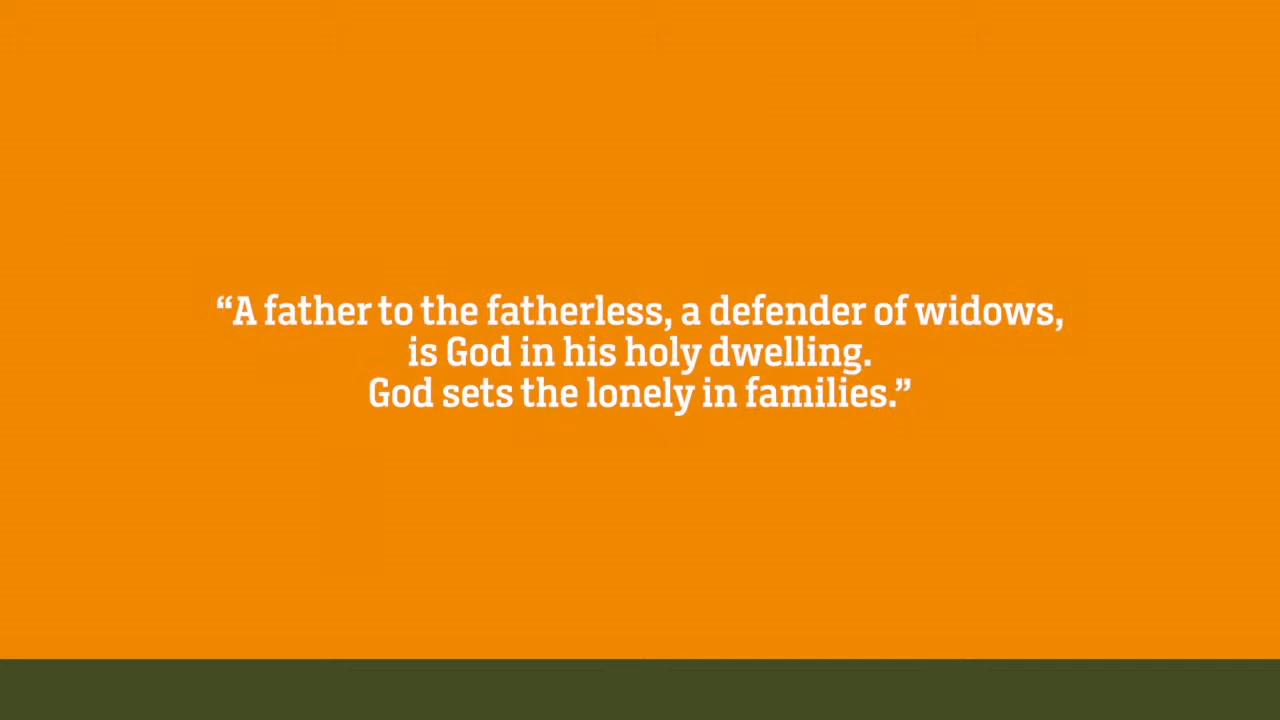 “A father to the fatherless, a defender of widows,
is God in his holy dwelling.
God sets the lonely in families.”